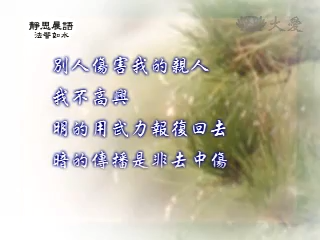 靜思晨語
法譬如水
大愛
別人傷害我的親人
我不高興
明的用武力報復回去
暗的傳播是非去中傷